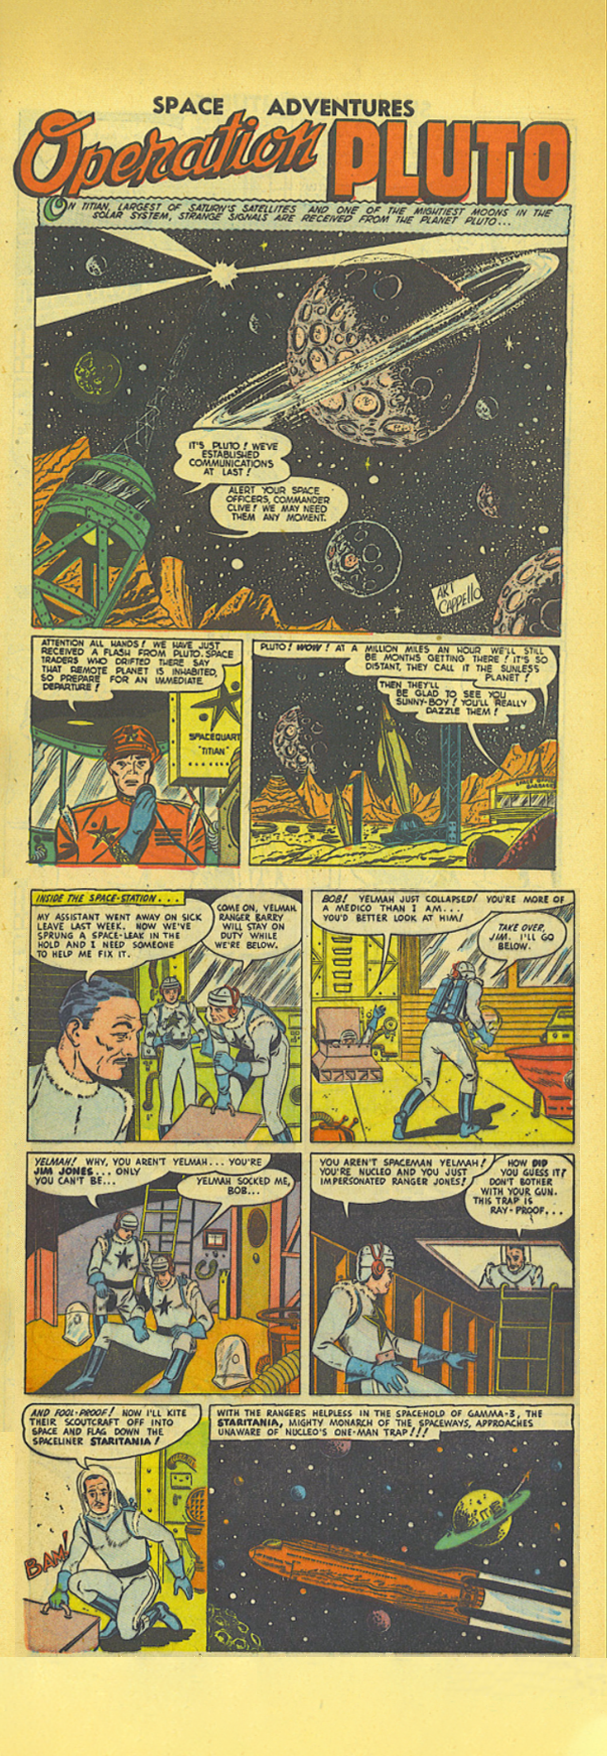 SPACE ADVENTURES
Operation PLUTO
ON TITIAN, LARGEST OF SATURN'S SATELLITES AND ONE OF THE MIGHTIEST MOONS IN THE
SOLAR SYSTEM, STRANGE SIGNALS ARE RECEIVED FROM THE PLANET PLUTO...
IT'S PLUTO! WE'VE
ESTABLISHED
COMMUNICATIONS
AT LAST!
ALERT YOUR SPACE
OFFICERS, COMMANDER
CLIVE! WE MAY NEED
THEM ANY MOMENT.
ART
CAPPELLO
ATTENTION ALL HANDS! WE HAVE JUST
RECEIVED A FLASH FROM PLUTO. SPACE
TRADERS WHO DRIFTED THERE SAY
THAT REMOTE PLANET IS INHABITED,
SO PREPARE FOR AN IMMEDIATE
DEPARTURE!
SPACEQUART
"TITIAN"
PLUTO! WOW! AT A MILLION MILES AN HOUR WE'LL STILL
BE MONTHS GETTING THERE! IT'S SO
DISTANT, THEY CALL IT THE SUNLESS
PLANET!
THEN THEY'LL
BE GLAD TO SEE YOU
SUNNY-BOY! YOU'LL REALLY
DAZZLE THEM!
SPACE
INSIDE THE SPACE-STATION...
MY ASSISTANT WENT AWAY ON SICK
LEAVE LAST WEEK. NOW WE'VE
SPRUNG A SPACE-LEAK IN THE
HOLD AND I NEED SOMEONE
TO HELP ME FIX IT.
COME ON, YELMAH.
RANGER BARRY
WILL STAY ON
DUTY WHILE
WE'RE BELOW.
BOB! YELMAH JUST COLLAPSED! YOU'RE MORE OF
A MEDICO THAN I AM...
YOU'D BETTER LOOK AT HIM!
TAKE OVER,
JIM. I'LL GO
BELOW.
YELMAH! WHY, YOU AREN'T YELMAH... YOU'RE
JIM JONES... ONLY
YOU CAN'T BE...
YELMAH SOCKED ME,
BOB...
YOU AREN'T SPACEMAN YELMAH!
YOU'RE NUCLEO AND YOU JUST
IMPERSONATED RANGER JONES!
HOW DID
YOU GUESS IT?
DON'T BOTHER
WITH YOUR GUN.
THIS TRAP IS
RAY-PROOF...
AND FOOL-PROOF! NOW I'LL KITE
THEIR SCOUTCRAFT OFF INTO
SPACE AND FLAG DOWN THE
SPACELINER STARITANIA!
BAM!
WITH THE RANGERS HELPLESS IN THE SPACE-HOLD OF GAMMA-3, THE
STARITANIA, MIGHTY MONARCH OF THE SPACEWAYS, APPROACHES
UNAWARE OF NUCLEO'S ONE-MAN TRAP!!!